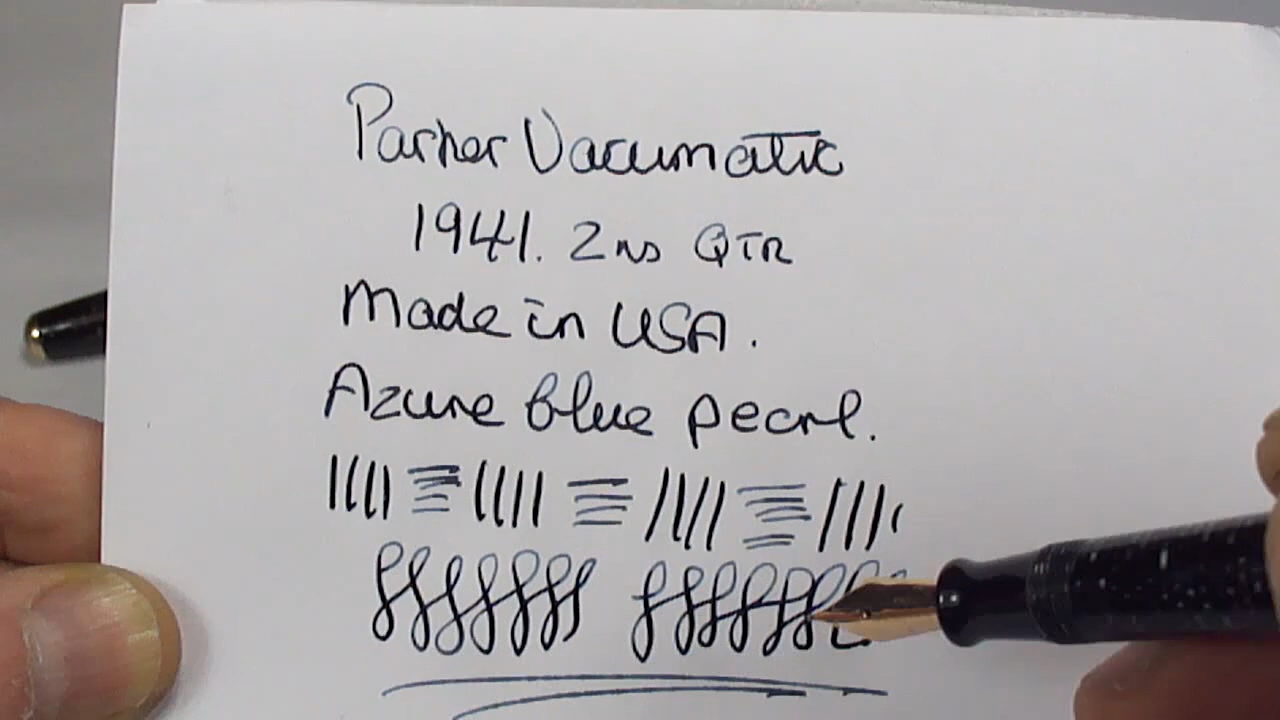 Parker Vacumatic
1941. 2ND QTR
Made in USA.
Azure blue pearl.